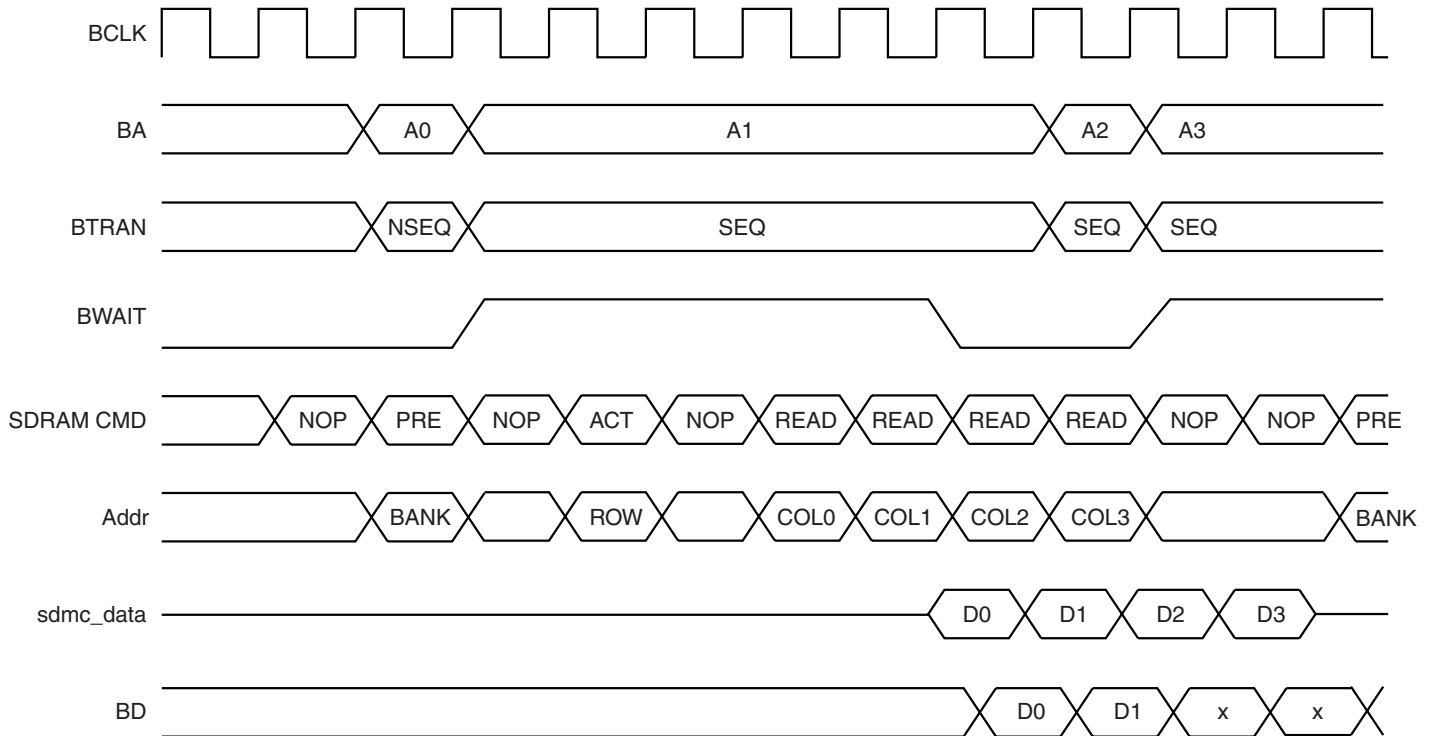 BCLK
BA A0 A1 A2 A3
BTRAN NSEQ SEQ SEQ SEQ
BWAIT
SDRAM CMD NOP PRE NOP ACT NOP READ READ READ READ NOP NOP PRE
Addr BANK ROW COL0 COL1 COL2 COL3 BANK
sdmc_data D0 D1 D2 D3
BD D0 D1 x x